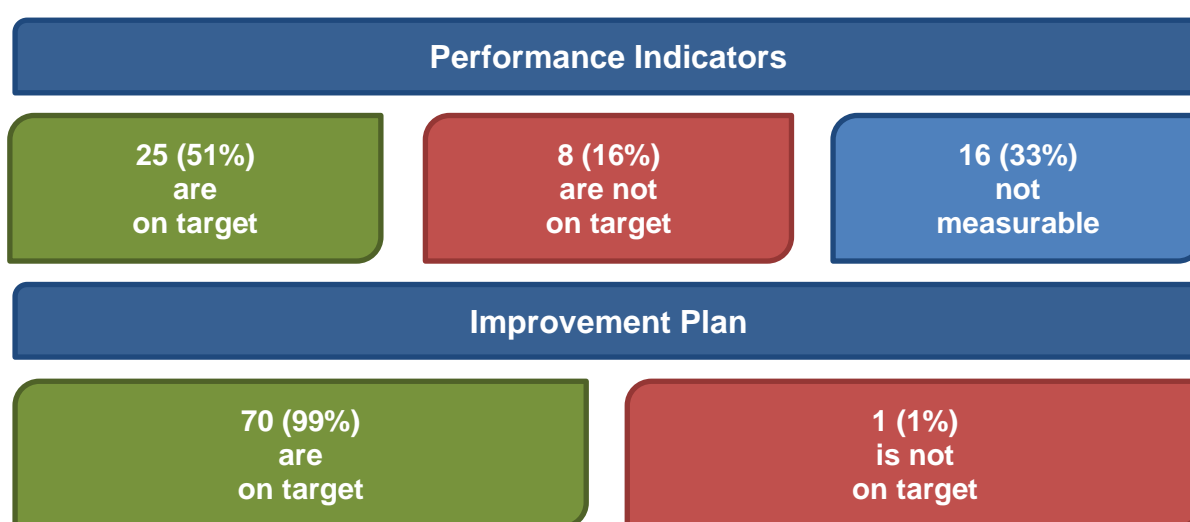 Performance Indicators
25 (51%)
are
on target
8 (16%)
are not
on target
16 (33%)
not
measurable
Improvement Plan
70 (99%)
are
on target
1 (1%)
is not
on target